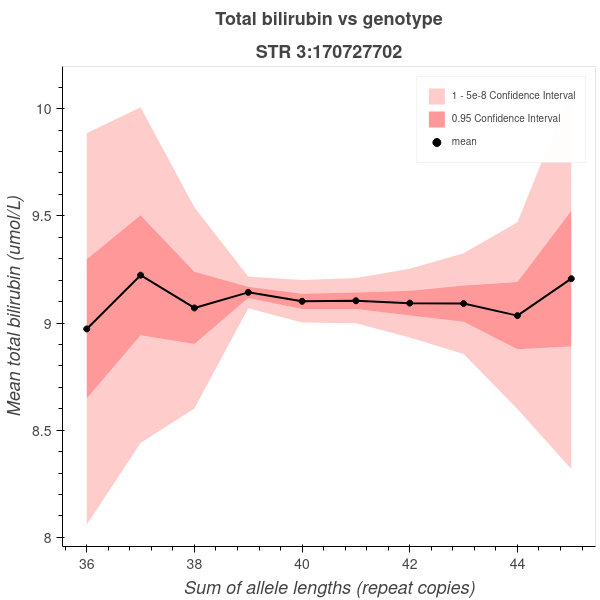 Total bilirubin vs genotype
STR 3:170727702
1 - 5e-8 Confidence Interval
0.95 Confidence Interval
mean
Mean total bilirubin (umol/L)
10
9.5
9
8.5
8
36
38
40
42
44
Sum of allele lengths (repeat copies)